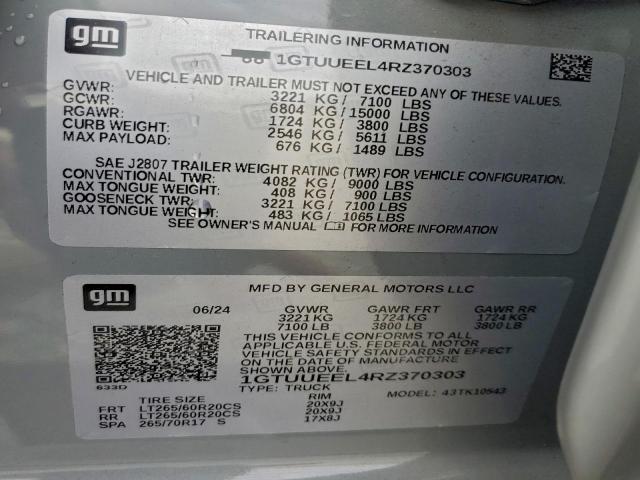 gm
TRAILERING INFORMATION
1GTUUEEL4RZ370303
VEHICLE AND TRAILER MUST NOT EXCEED ANY OF THESE VALUES.
GVWR: 3221 KG/ 7100 LBS
GCWR: 6804 KG/15000 LBS
RGAWR: 1724 KG/ 3800 LBS
CURB WEIGHT: 2546 KG/ 5611 LBS
MAX PAYLOAD: 676 KG/ 1489 LBS
SAE J2807 TRAILER WEIGHT RATING (TWR) FOR VEHICLE CONFIGURATION.
CONVENTIONAL TWR: 4082 KG/ 9000 LBS
MAX TONGUE WEIGHT: 408 KG/ 900 LBS
GOOSENECK TWR: 3221 KG/ 7100 LBS
MAX TONGUE WEIGHT: 483 KG/ 1065 LBS
SEE OWNER'S MANUAL FOR MORE INFORMATION
gm
MFD BY GENERAL MOTORS LLC
06/24 GVWR GAWR FRT GAWR RR
3221 KG 1724 KG 1724 KG
7100 LB 3800 LB 3800 LB
THIS VEHICLE CONFORMS TO ALL
APPLICABLE U.S. FEDERAL MOTOR
VEHICLE SAFETY STANDARDS IN EFFECT
ON THE DATE OF MANUFACTURE
SHOWN ABOVE.
1GTUUEEL4RZ370303
633D TYPE: TRUCK MODEL: 43TK10543
TIRE SIZE RIM
FRT LT265/60R20CS 20X9J
RR LT265/60R20CS 20X9J
SPA 265/70R17 S 17X8J